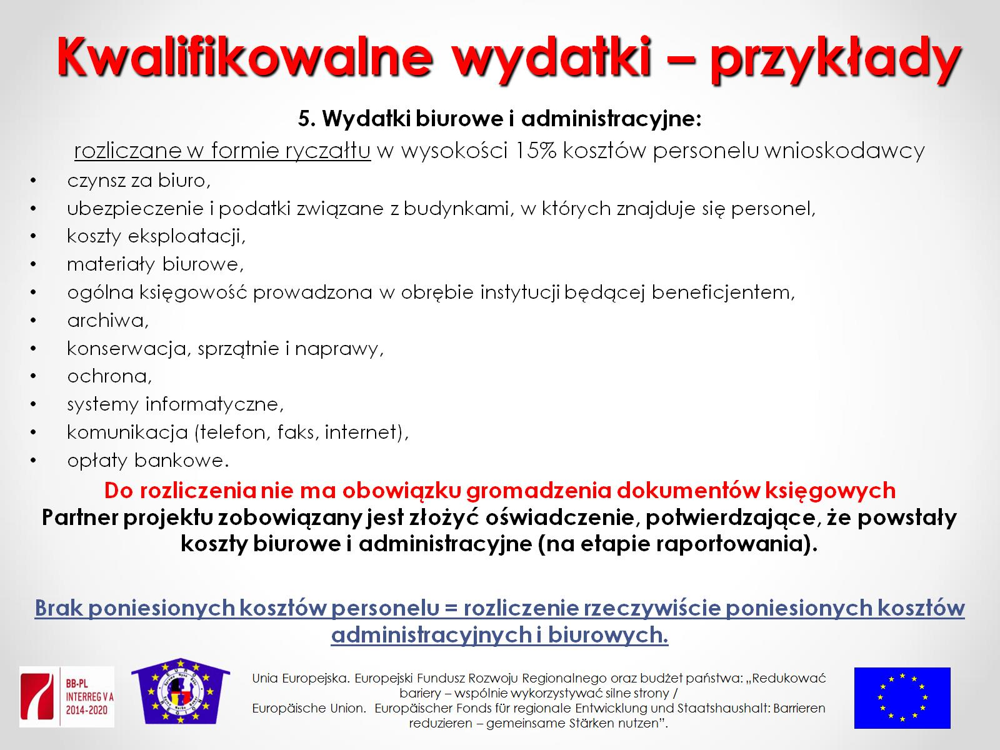 Kwalifikowalne wydatki – przykłady
5. Wydatki biurowe i administracyjne:
rozliczane w formie ryczałtu w wysokości 15% kosztów personelu wnioskodawcy
• czynsz za biuro,
• ubezpieczenie i podatki związane z budynkami, w których znajduje się personel,
• koszty eksploatacji,
• materiały biurowe,
• ogólna księgowość prowadzona w obrębie instytucji będącej beneficjentem,
• archiwa,
• konserwacja, sprzątnie i naprawy,
• ochrona,
• systemy informatyczne,
• komunikacja (telefon, faks, internet),
• opłaty bankowe.
Do rozliczenia nie ma obowiązku gromadzenia dokumentów księgowych
Partner projektu zobowiązany jest złożyć oświadczenie, potwierdzające, że powstały
koszty biurowe i administracyjne (na etapie raportowania).
Brak poniesionych kosztów personelu = rozliczenie rzeczywiście poniesionych kosztów
administracyjnych i biurowych.
BB-PL
INTERREG V A
2014-2020
EURO
REGION
Unia Europejska. Europejski Fundusz Rozwoju Regionalnego oraz budżet państwa: „Redukować
bariery – wspólnie wykorzystywać silne strony /
Europäische Union. Europäischer Fonds für regionale Entwicklung und Staatshaushalt: Barrieren
reduzieren – gemeinsame Stärken nutzen”.